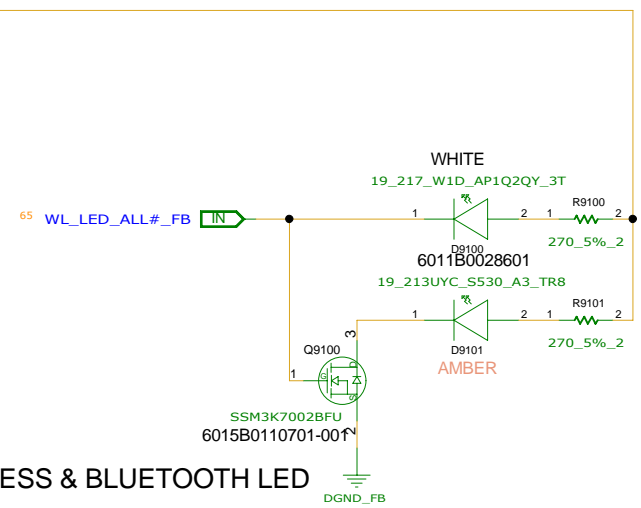 WHITE
19_217_W1D_AP1Q2QY_3T
R9100
65 WL_LED_ALL#_FB IN
1 2 1 2
D9100
270_5%_2
6011B0028601
19_213UYC_S530_A3_TR8
R9101
1 2 1 2
D9101
270_5%_2
AMBER
3
Q9100
D
1
G
S
SSM3K7002BFU
2
6015B0110701-001
ESS & BLUETOOTH LED
DGND_FB